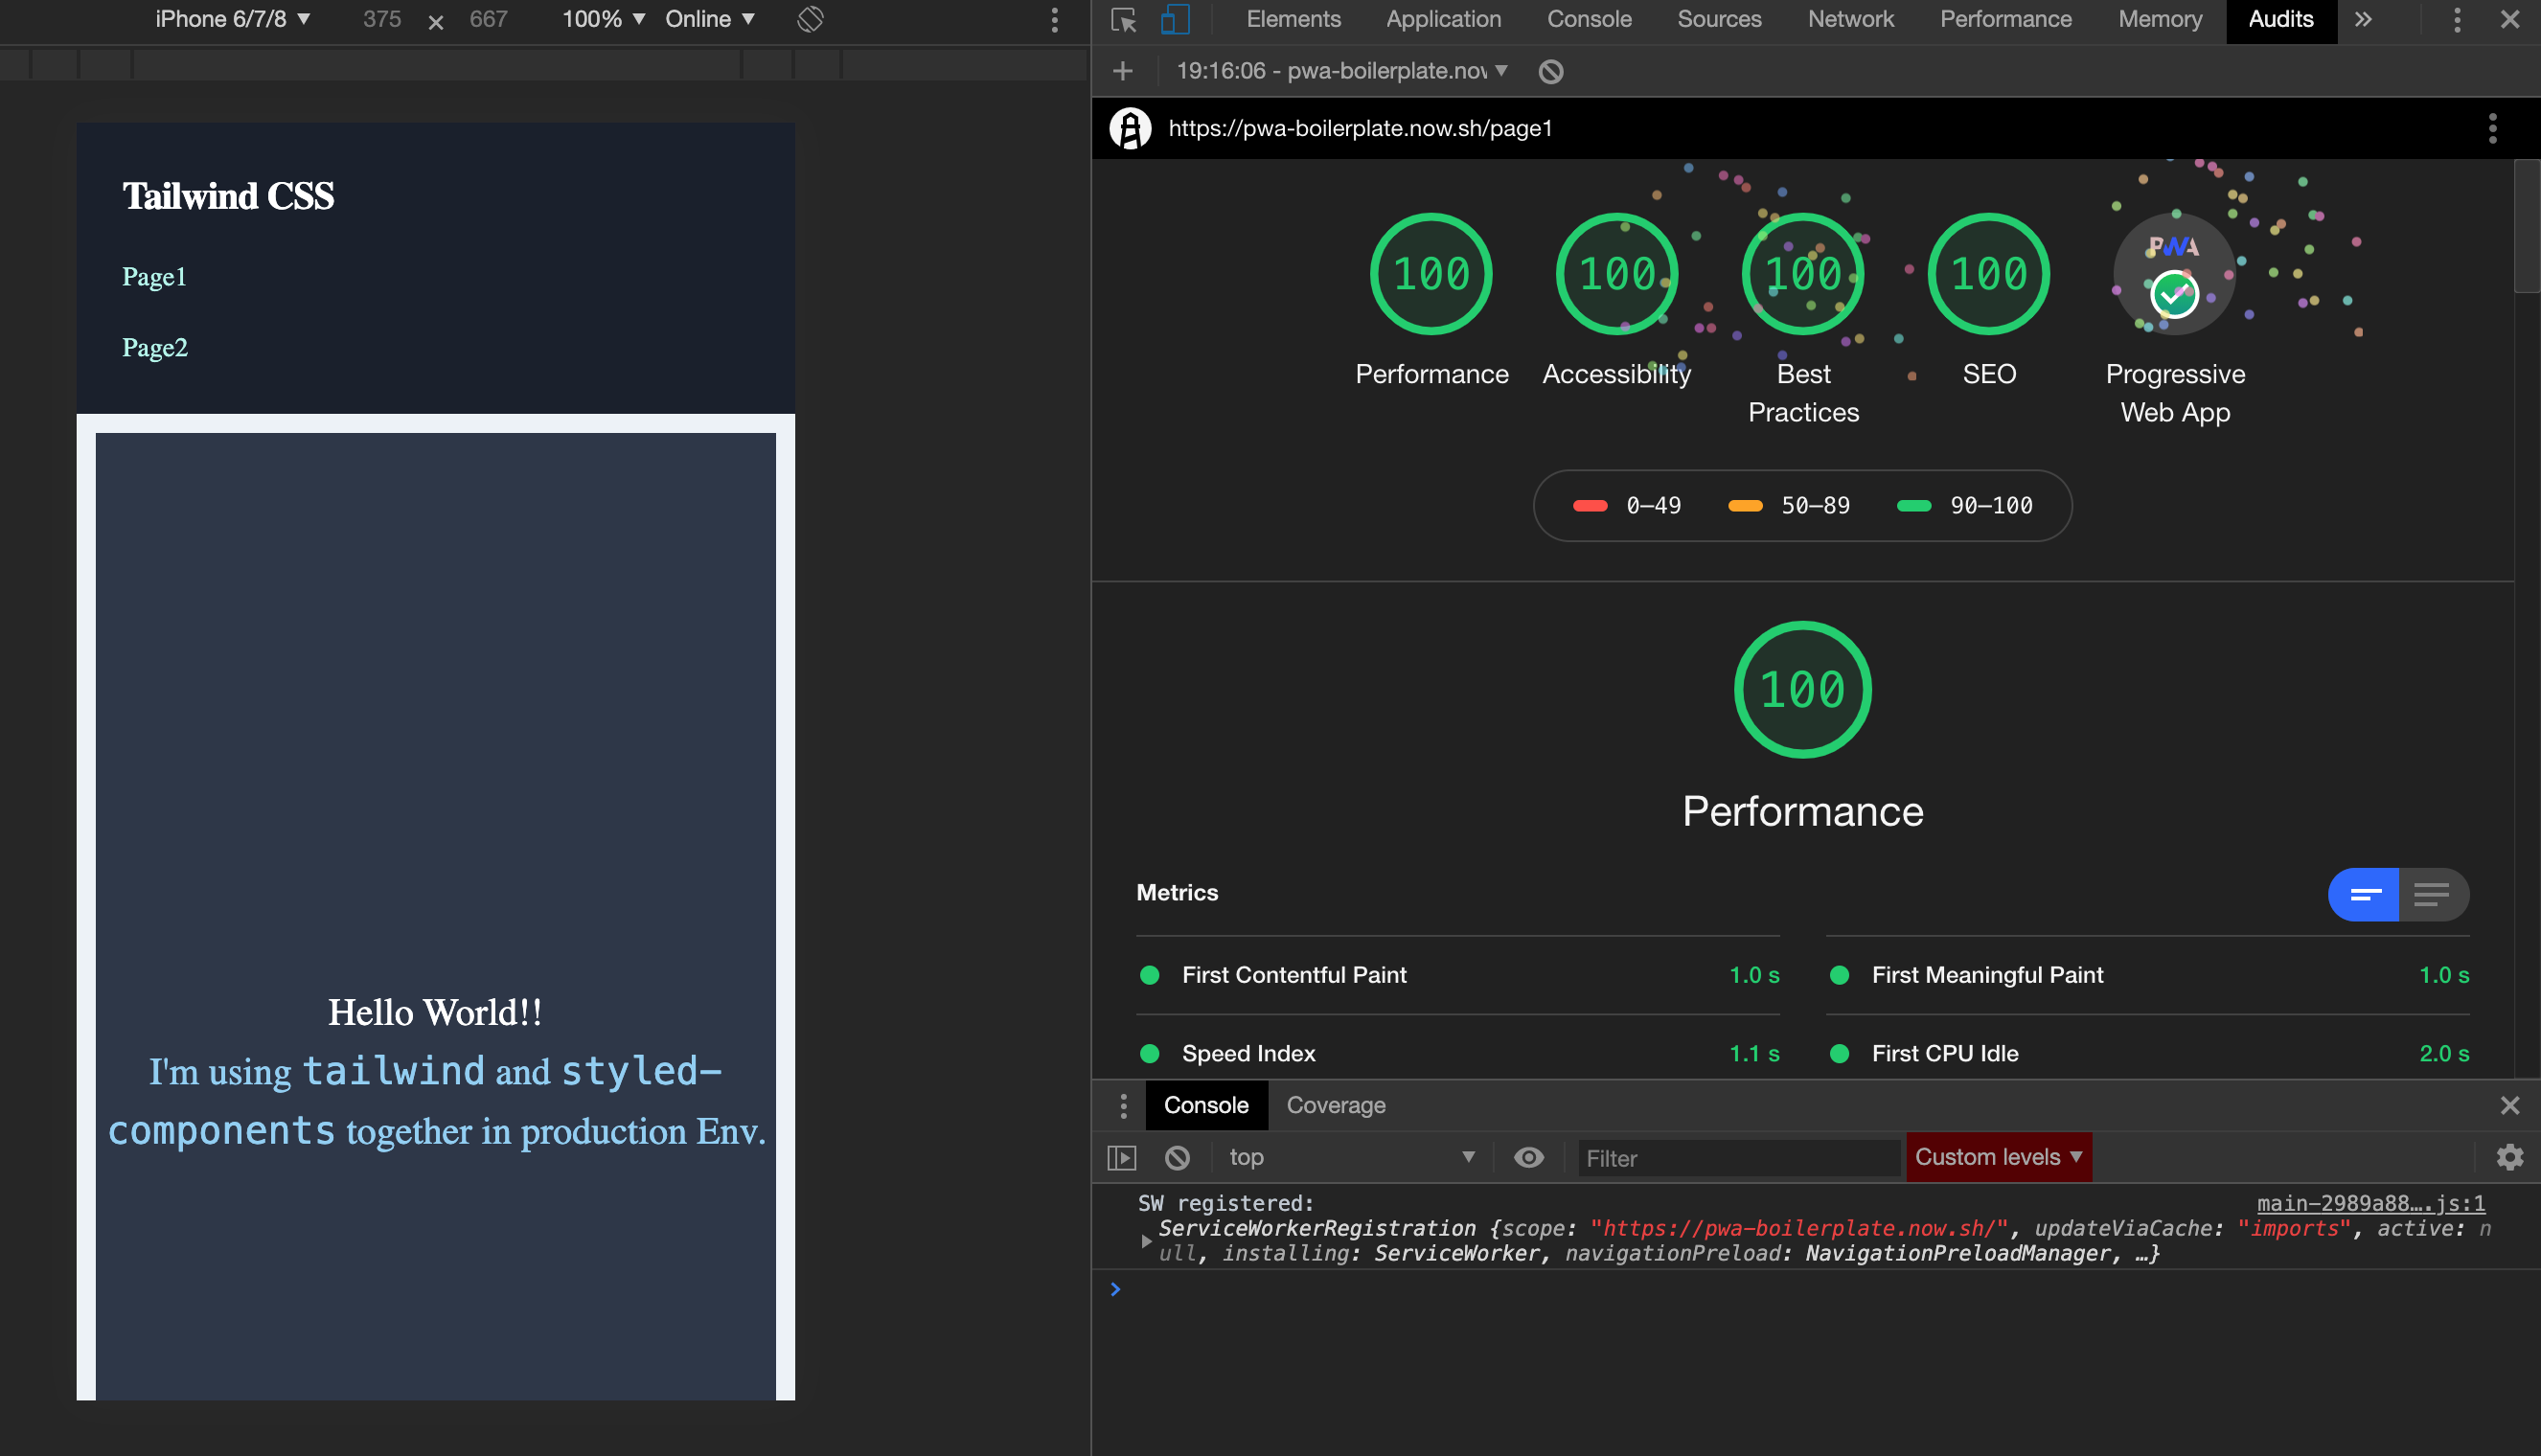 iPhone 6/7/8 ▼ 375 × 667 100% ▼ Online ▼
Tailwind CSS
Page1
Page2
Hello World!!
I'm using tailwind and styled-
components together in production Env.
Elements Application Console Sources Network Performance Memory Audits »
19:16:06 - pwa-boilerplate.nov ▼
https://pwa-boilerplate.now.sh/page1
100 100 100 100 PWA
Performance Accessibility Best Practices SEO Progressive Web App
0–49 50–89 90–100
100
Performance
Metrics
First Contentful Paint 1.0 s First Meaningful Paint 1.0 s
Speed Index 1.1 s First CPU Idle 2.0 s
Console Coverage
top ▼ Filter Custom levels ▼
SW registered: main-2989a88….js:1
ServiceWorkerRegistration {scope: "https://pwa-boilerplate.now.sh/", updateViaCache: "imports", active: n
ull, installing: ServiceWorker, navigationPreload: NavigationPreloadManager, …}